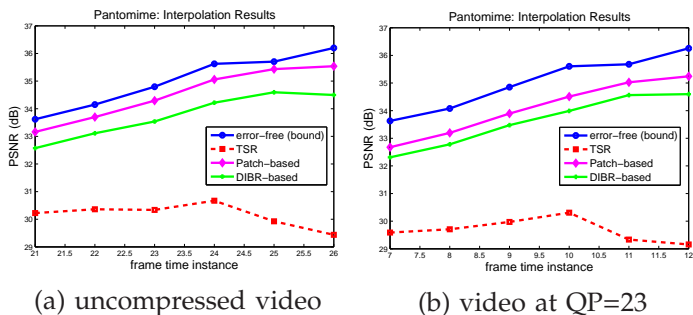 Pantomime: Interpolation Results
37
36
35
34
33
32
31
30
29
PSNR (dB)
error−free (bound)
TSR
Patch−based
DIBR−based
21 21.5 22 22.5 23 23.5 24 24.5 25 25.5 26
frame time instance
(a) uncompressed video
Pantomime: Interpolation Results
37
36
35
34
33
32
31
30
29
PSNR (dB)
error−free (bound)
TSR
Patch−based
DIBR−based
7 7.5 8 8.5 9 9.5 10 10.5 11 11.5 12
frame time instance
(b) video at QP=23